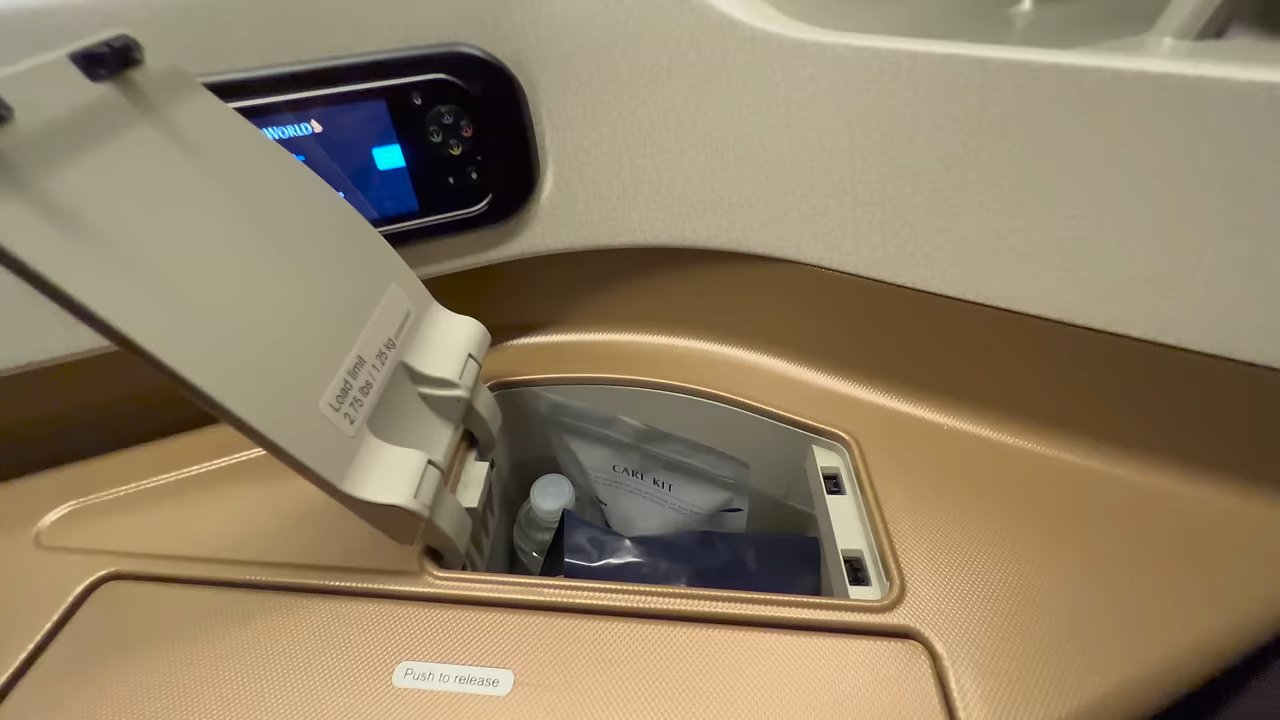 WORLD
Load limit
2.75 lbs / 1.25 kg
CARE KIT
Push to release